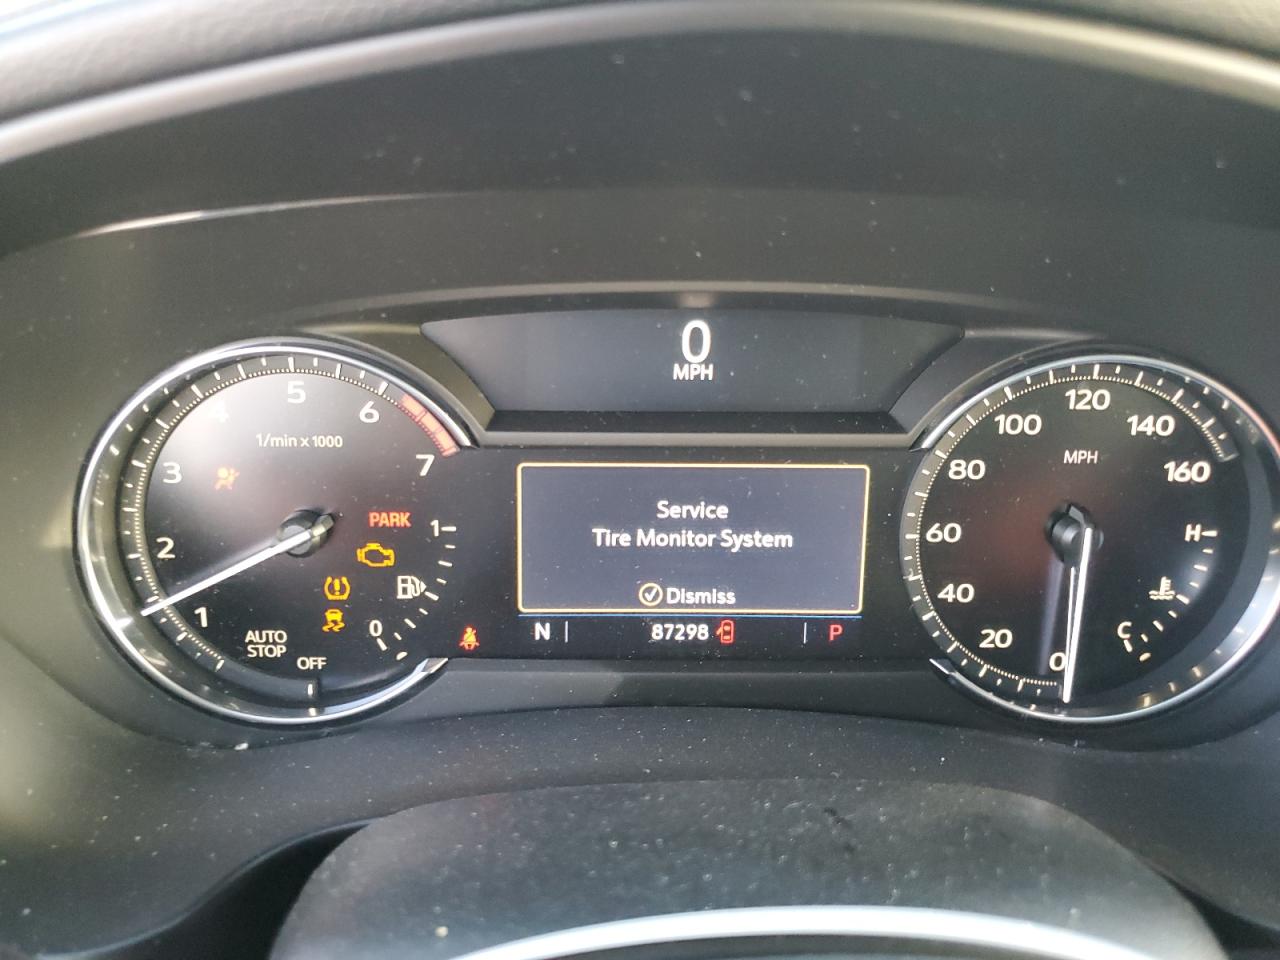 0
MPH
5
4
6
1/min x 1000
3
7
PARK
1
2
1
0
AUTO
STOP
OFF
Service
Tire Monitor System
Dismiss
N
87298
P
120
100
140
MPH
80
160
60
H
40
C
20
0